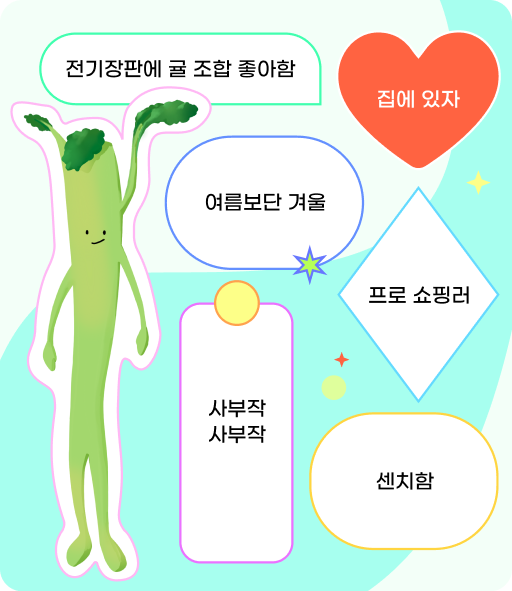 전기장판에 귤 조합 좋아함
집에 있자
여름보단 겨울
프로 쇼핑러
사부작
사부작
센치함